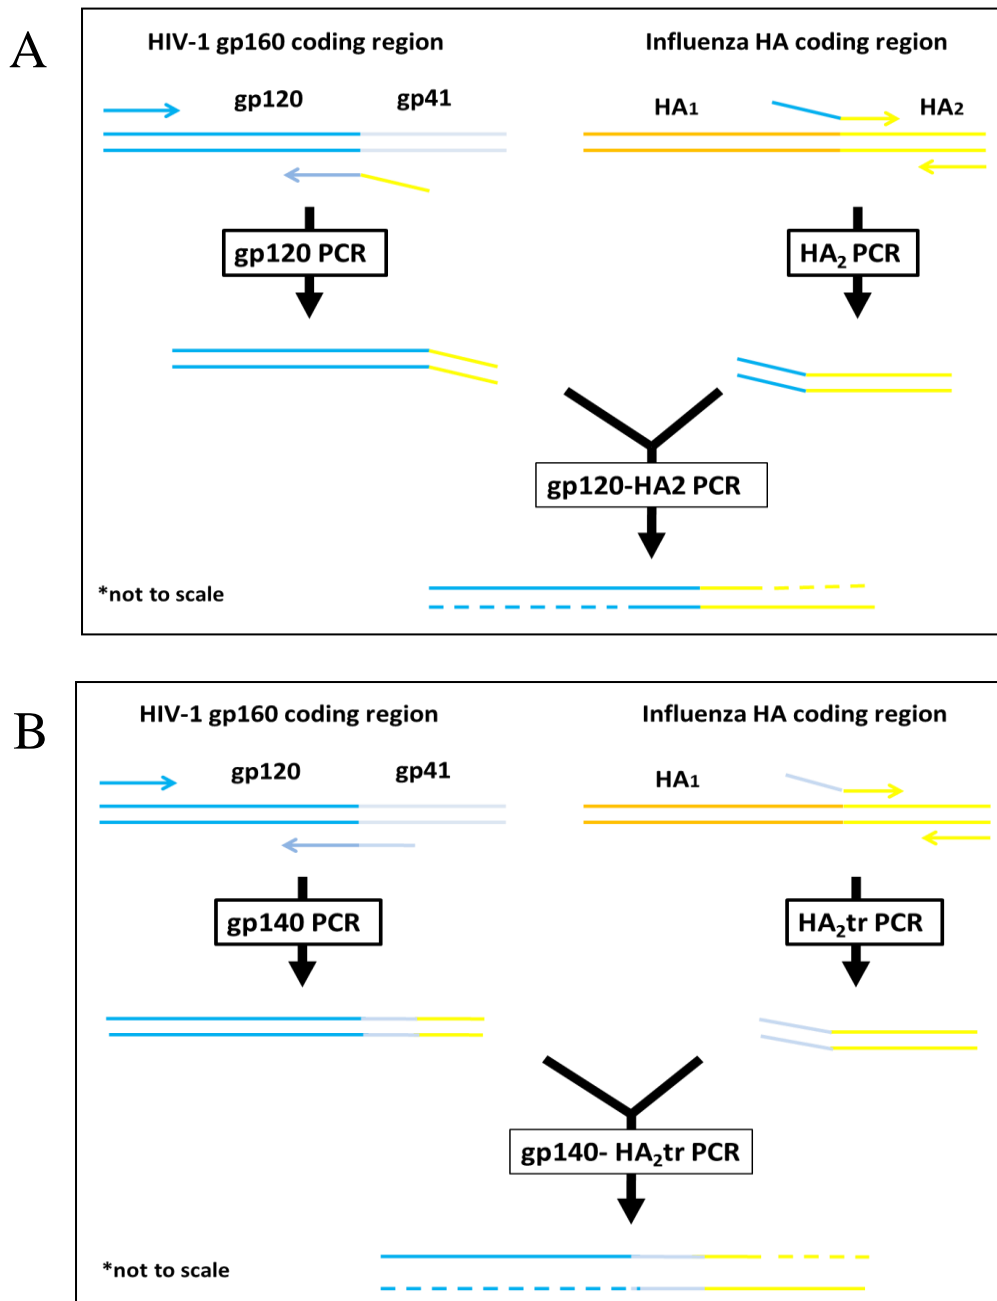 A
HIV-1 gp160 coding region
Influenza HA coding region
gp120
gp41
HA1
HA2
gp120 PCR
HA₂ PCR
gp120-HA2 PCR
*not to scale
B
HIV-1 gp160 coding region
Influenza HA coding region
gp120
gp41
HA1
gp140 PCR
HA₂tr PCR
gp140- HA₂tr PCR
*not to scale